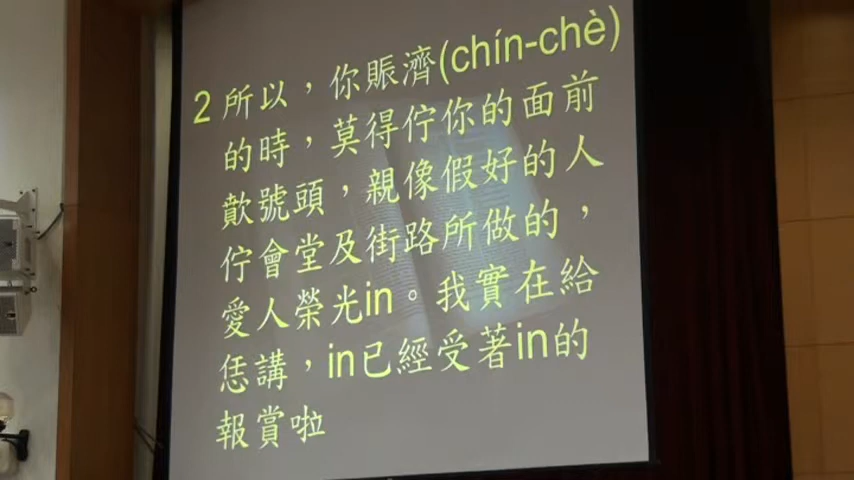 2 所以，你賑濟(chín-chè)
的時，莫得佇你的面前
歕號頭，親像假好的人
佇會堂及街路所做的，
愛人榮光in。我實在給
恁講，in已經受著in的
報賞啦